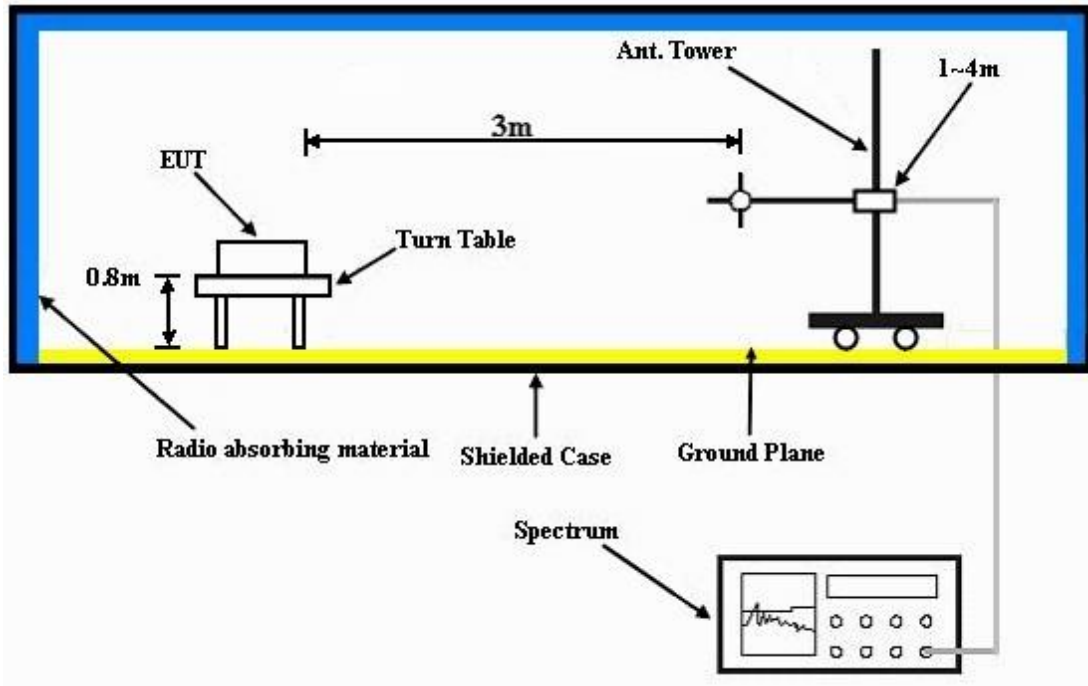 Ant. Tower
1~4m
3m
EUT
Turn Table
0.8m
Radio absorbing material
Shielded Case
Ground Plane
Spectrum